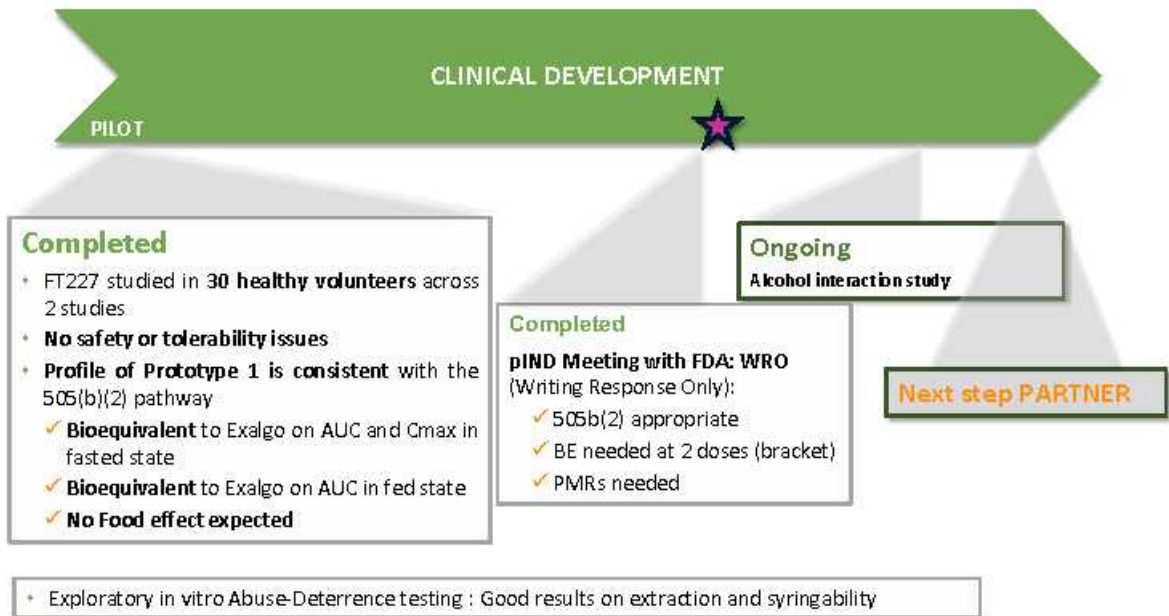 CLINICAL DEVELOPMENT
PILOT
Completed
• FT227 studied in 30 healthy volunteers across
2 studies
• No safety or tolerability issues
• Profile of Prototype 1 is consistent with the
505(b)(2) pathway
✓ Bioequivalent to Exalgo on AUC and Cmax in
fasted state
✓ Bioequivalent to Exalgo on AUC in fed state
✓ No Food effect expected
Completed
pIND Meeting with FDA: WRO
(Writing Response Only):
✓ 505b(2) appropriate
✓ BE needed at 2 doses (bracket)
✓ PMRs needed
Ongoing
Alcohol interaction study
Next step PARTNER
• Exploratory in vitro Abuse-Deterrence testing : Good results on extraction and syringability